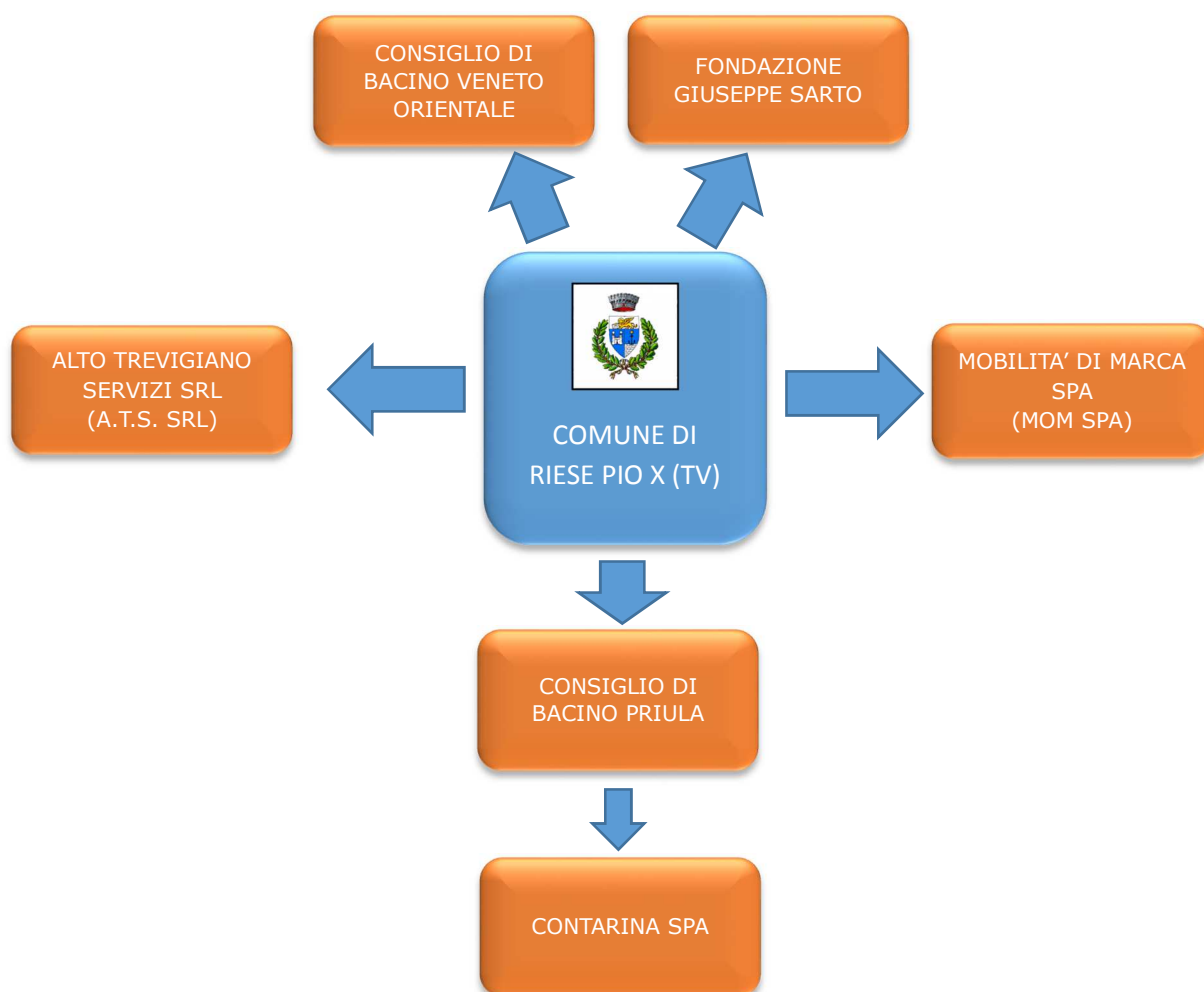 CONSIGLIO DI
BACINO VENETO
ORIENTALE
FONDAZIONE
GIUSEPPE SARTO
ALTO TREVIGIANO
SERVIZI SRL
(A.T.S. SRL)
COMUNE DI
RIESE PIO X (TV)
MOBILITA’ DI MARCA
SPA
(MOM SPA)
CONSIGLIO DI
BACINO PRIULA
CONTARINA SPA